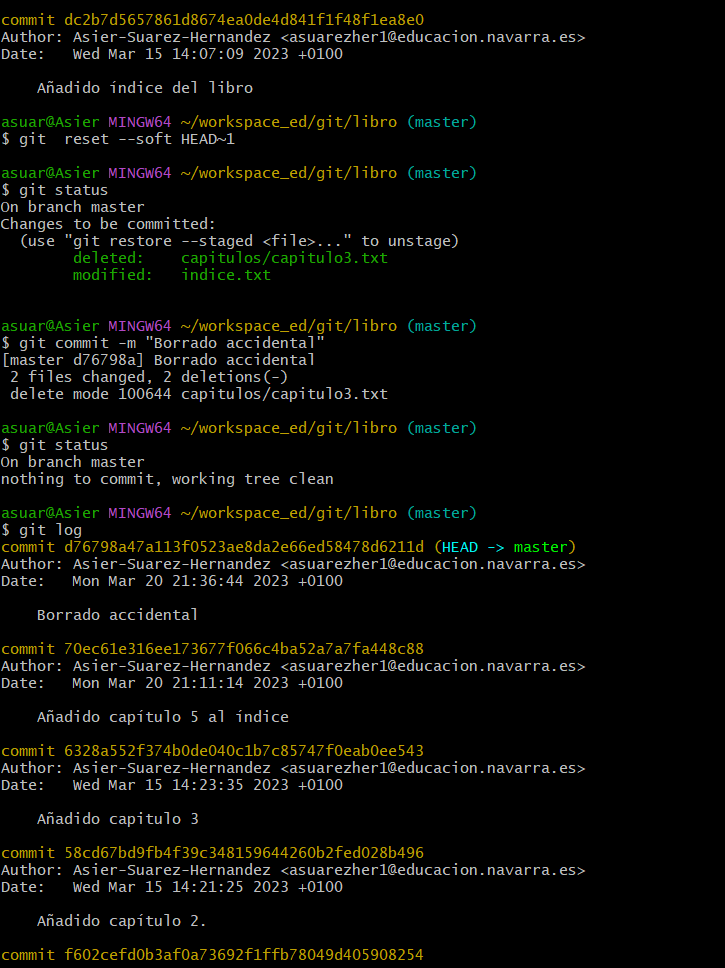 commit dc2b7d5657861d8674ea0de4d841f1f48f1ea8e0
Author: Asier-Suarez-Hernandez <asuarezher1@educacion.navarra.es>
Date:   Wed Mar 15 14:07:09 2023 +0100
    Añadido índice del libro
asuar@Asier MINGW64 ~/workspace_ed/git/libro (master)
$ git  reset --soft HEAD~1
asuar@Asier MINGW64 ~/workspace_ed/git/libro (master)
$ git status
On branch master
Changes to be committed:
  (use "git restore --staged <file>..." to unstage)
        deleted:    capitulos/capitulo3.txt
        modified:   indice.txt
asuar@Asier MINGW64 ~/workspace_ed/git/libro (master)
$ git commit -m "Borrado accidental"
[master d76798a] Borrado accidental
 2 files changed, 2 deletions(-)
 delete mode 100644 capitulos/capitulo3.txt
asuar@Asier MINGW64 ~/workspace_ed/git/libro (master)
$ git status
On branch master
nothing to commit, working tree clean
asuar@Asier MINGW64 ~/workspace_ed/git/libro (master)
$ git log
commit d76798a47a113f0523ae8da2e66ed58478d6211d (HEAD -> master)
Author: Asier-Suarez-Hernandez <asuarezher1@educacion.navarra.es>
Date:   Mon Mar 20 21:36:44 2023 +0100
    Borrado accidental
commit 70ec61e316ee173677f066c4ba52a7a7fa448c88
Author: Asier-Suarez-Hernandez <asuarezher1@educacion.navarra.es>
Date:   Mon Mar 20 21:11:14 2023 +0100
    Añadido capítulo 5 al índice
commit 6328a552f374b0de040c1b7c85747f0eab0ee543
Author: Asier-Suarez-Hernandez <asuarezher1@educacion.navarra.es>
Date:   Wed Mar 15 14:23:35 2023 +0100
    Añadido capitulo 3
commit 58cd67bd9fb4f39c348159644260b2fed028b496
Author: Asier-Suarez-Hernandez <asuarezher1@educacion.navarra.es>
Date:   Wed Mar 15 14:21:25 2023 +0100
    Añadido capítulo 2.
commit f602cefd0b3af0a73692f1ffb78049d405908254